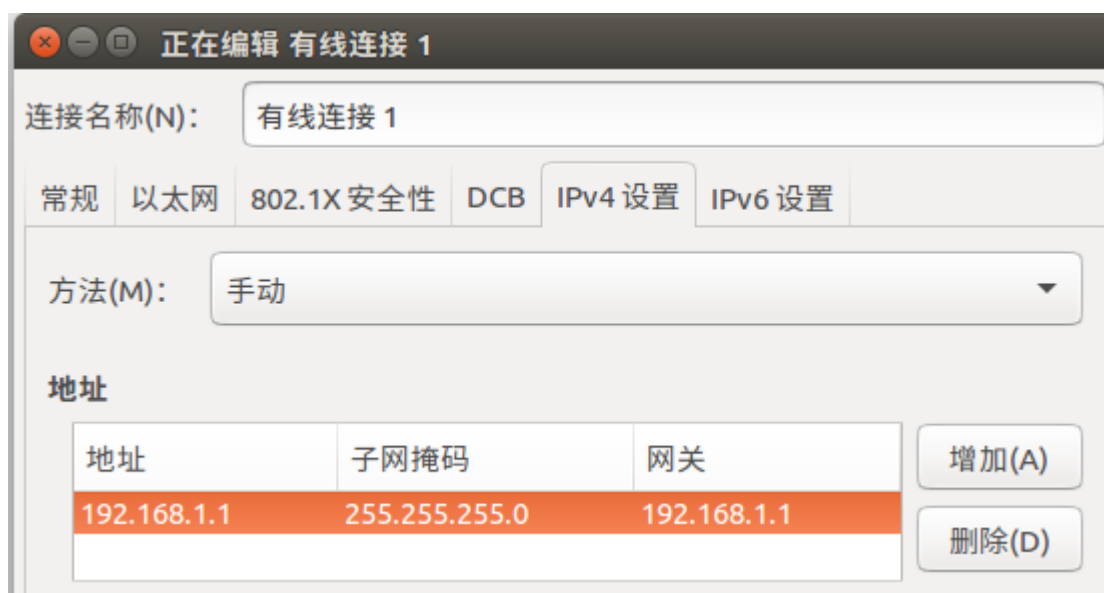 正在编辑 有线连接 1
连接名称(N)： 有线连接 1
常规 以太网 802.1X 安全性 DCB IPv4 设置 IPv6 设置
方法(M)： 手动
地址
地址 子网掩码 网关 增加(A)
192.168.1.1 255.255.255.0 192.168.1.1
删除(D)